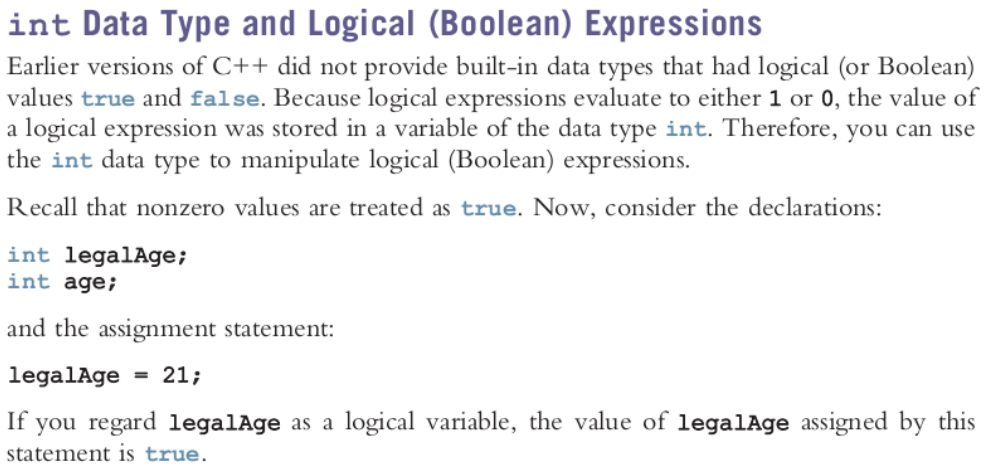 int Data Type and Logical (Boolean) Expressions
Earlier versions of C++ did not provide built-in data types that had logical (or Boolean)
values true and false. Because logical expressions evaluate to either 1 or 0, the value of
a logical expression was stored in a variable of the data type int. Therefore, you can use
the int data type to manipulate logical (Boolean) expressions.
Recall that nonzero values are treated as true. Now, consider the declarations:
int legalAge;
int age;
and the assignment statement:
legalAge = 21;
If you regard legalAge as a logical variable, the value of legalAge assigned by this
statement is true.